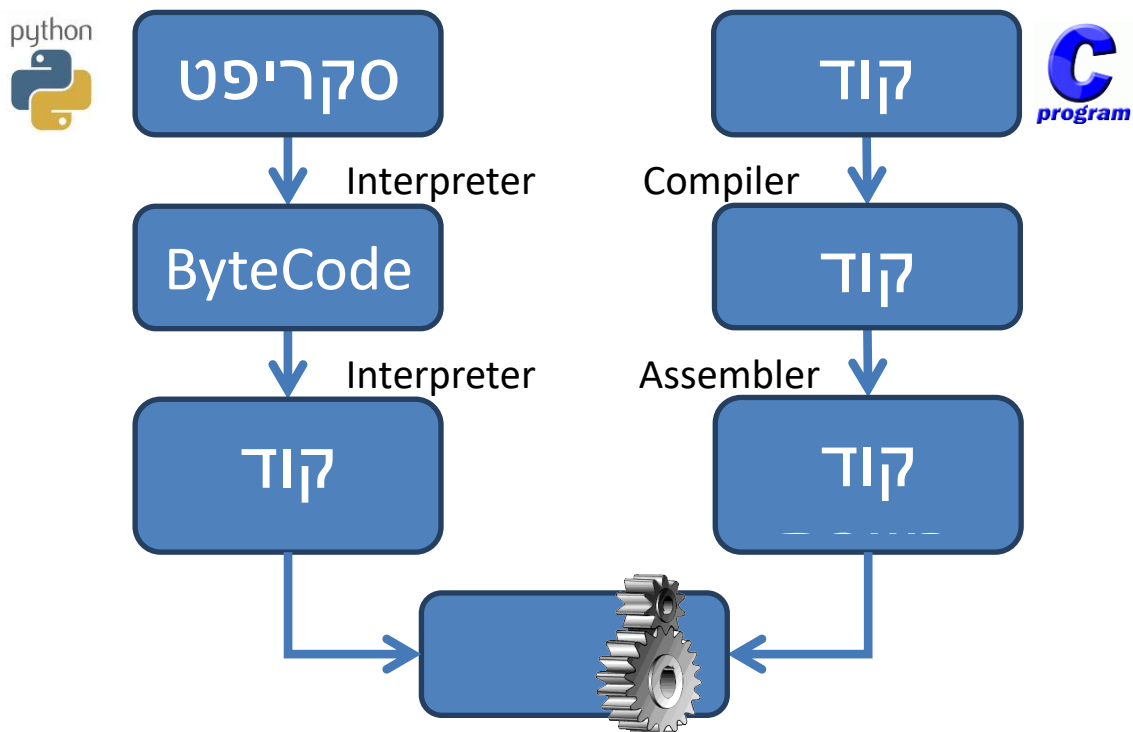 python
סקריפט
קוד
C
program
Interpreter
Compiler
ByteCode
קוד
Interpreter
Assembler
קוד
קוד